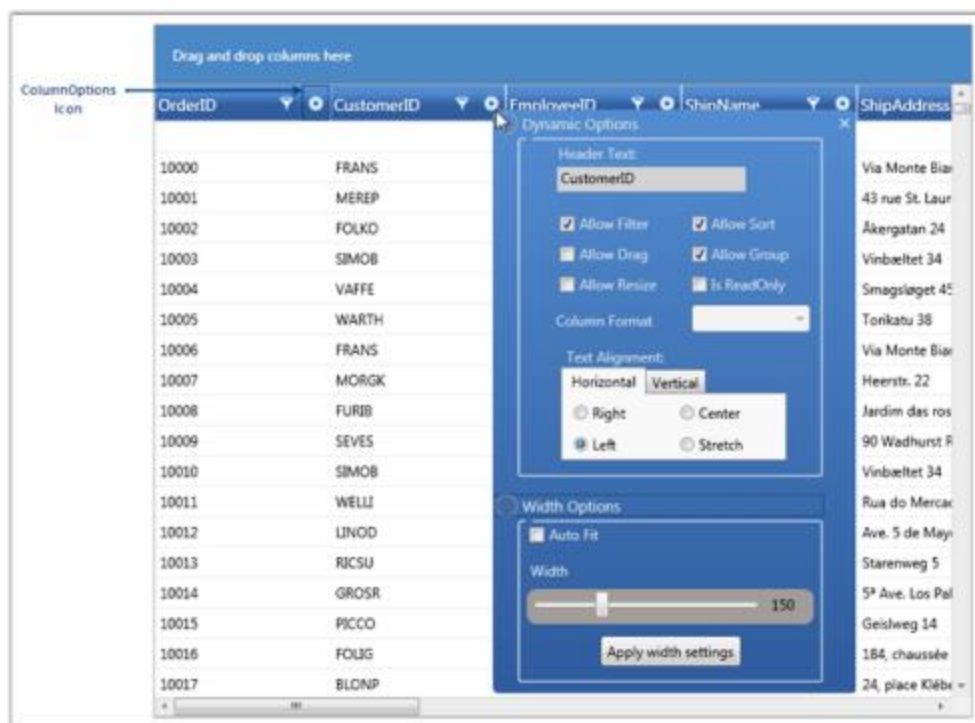 Drag and drop columns here
ColumnOptions
Icon
OrderID CustomerID EmployeeID ShipName ShipAddress
Dynamic Options
Header Text:
CustomerID
Allow Filter Allow Sort
Allow Drag Allow Group
Allow Resize Is ReadOnly
Column Format
Text Alignment:
Horizontal Vertical
Right Center
Left Stretch
Width Options
Auto Fit
Width
150
Apply width settings
10000 FRANS Via Monte Bia
10001 MEREP 43 rue St. Laur
10002 FOLKO Åkergatan 24
10003 SIMOB Vinbæltet 34
10004 VAFFE Smagsløget 45
10005 WARTH Torikatu 38
10006 FRANS Via Monte Bia
10007 MORGK Heerstr. 22
10008 FURIB Jardim das ros
10009 SEVES 90 Wadhurst R
10010 SIMOB Vinbæltet 34
10011 WELLI Rua do Mercad
10012 LINOD Ave. 5 de May
10013 RICSU Starenweg 5
10014 GROSR 5ª Ave. Los Pal
10015 PICCO Geislweg 14
10016 FOLIG 184, chaussée
10017 BLONP 24, place Klébe